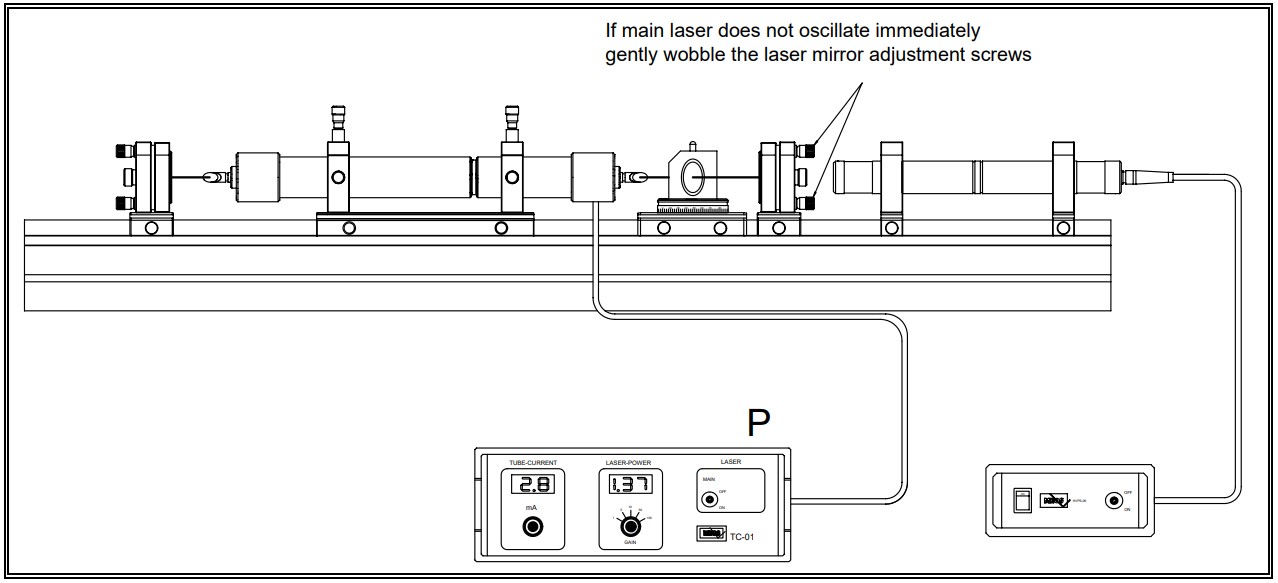 If main laser does not oscillate immediately
gently wobble the laser mirror adjustment screws
P
TUBE-CURRENT
LASER-POWER
LASER
2.8
1.37
MAIN
OFF
ON
mA
GAIN
TC-01
OFF
ON